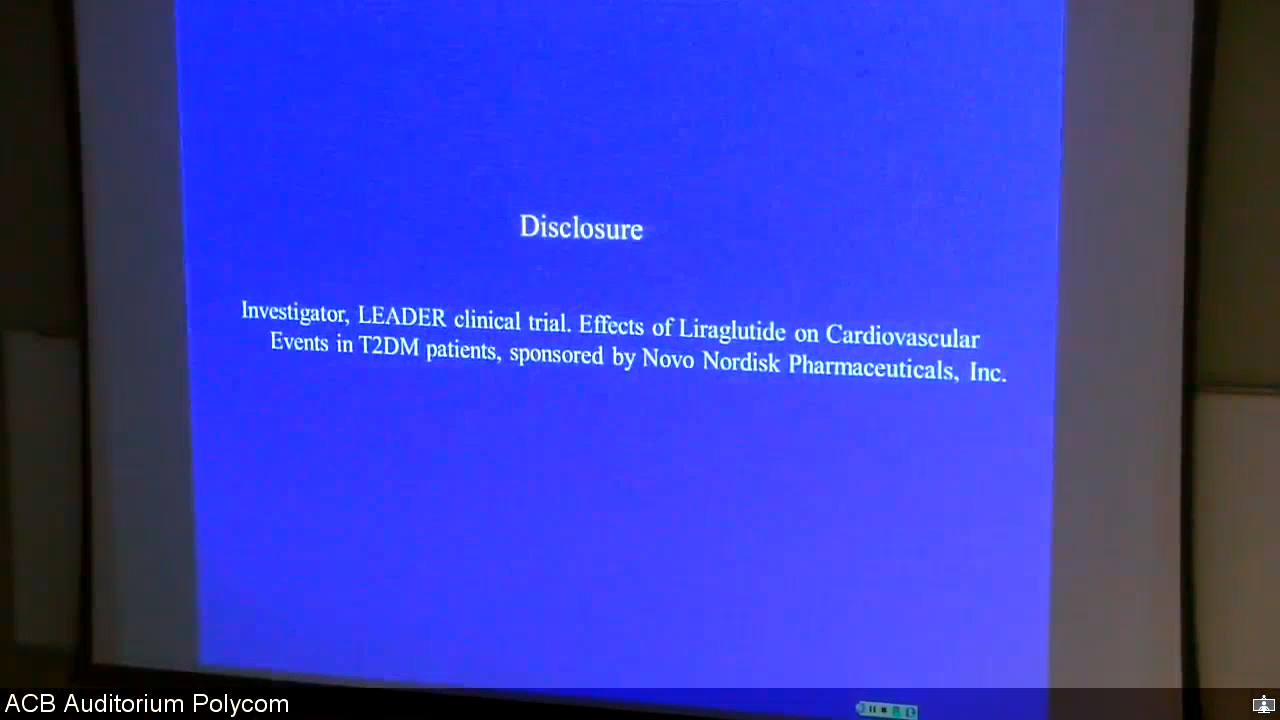 Disclosure
Investigator, LEADER clinical trial. Effects of Liraglutide on Cardiovascular
Events in T2DM patients, sponsored by Novo Nordisk Pharmaceuticals, Inc.
ACB Auditorium Polycom